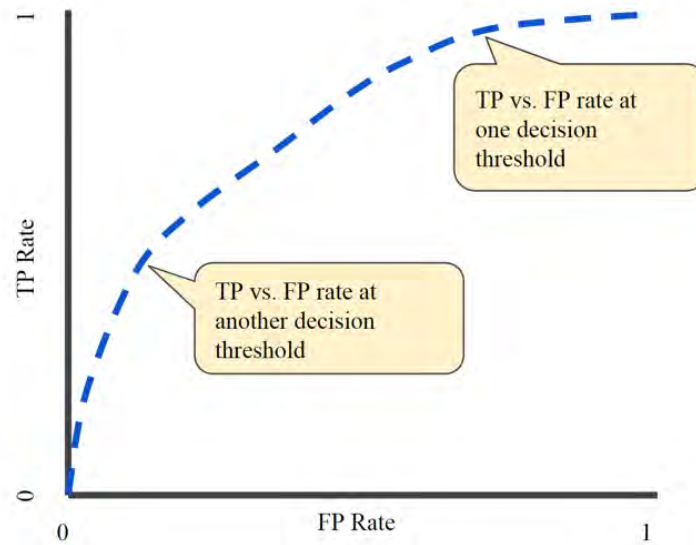 1
TP vs. FP rate at
one decision
threshold
TP Rate
TP vs. FP rate at
another decision
threshold
0
0
FP Rate
1